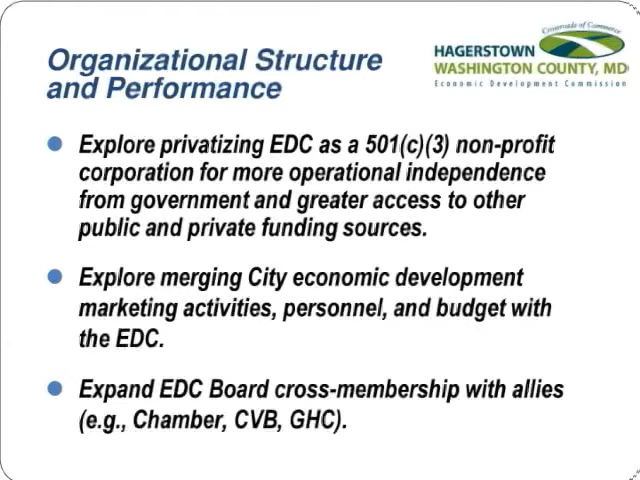 Crossroads of Commerce
HAGERSTOWN
WASHINGTON COUNTY, MD
Economic Development Commission
Organizational Structure
and Performance
Explore privatizing EDC as a 501(c)(3) non-profit
corporation for more operational independence
from government and greater access to other
public and private funding sources.
Explore merging City economic development
marketing activities, personnel, and budget with
the EDC.
Expand EDC Board cross-membership with allies
(e.g., Chamber, CVB, GHC).